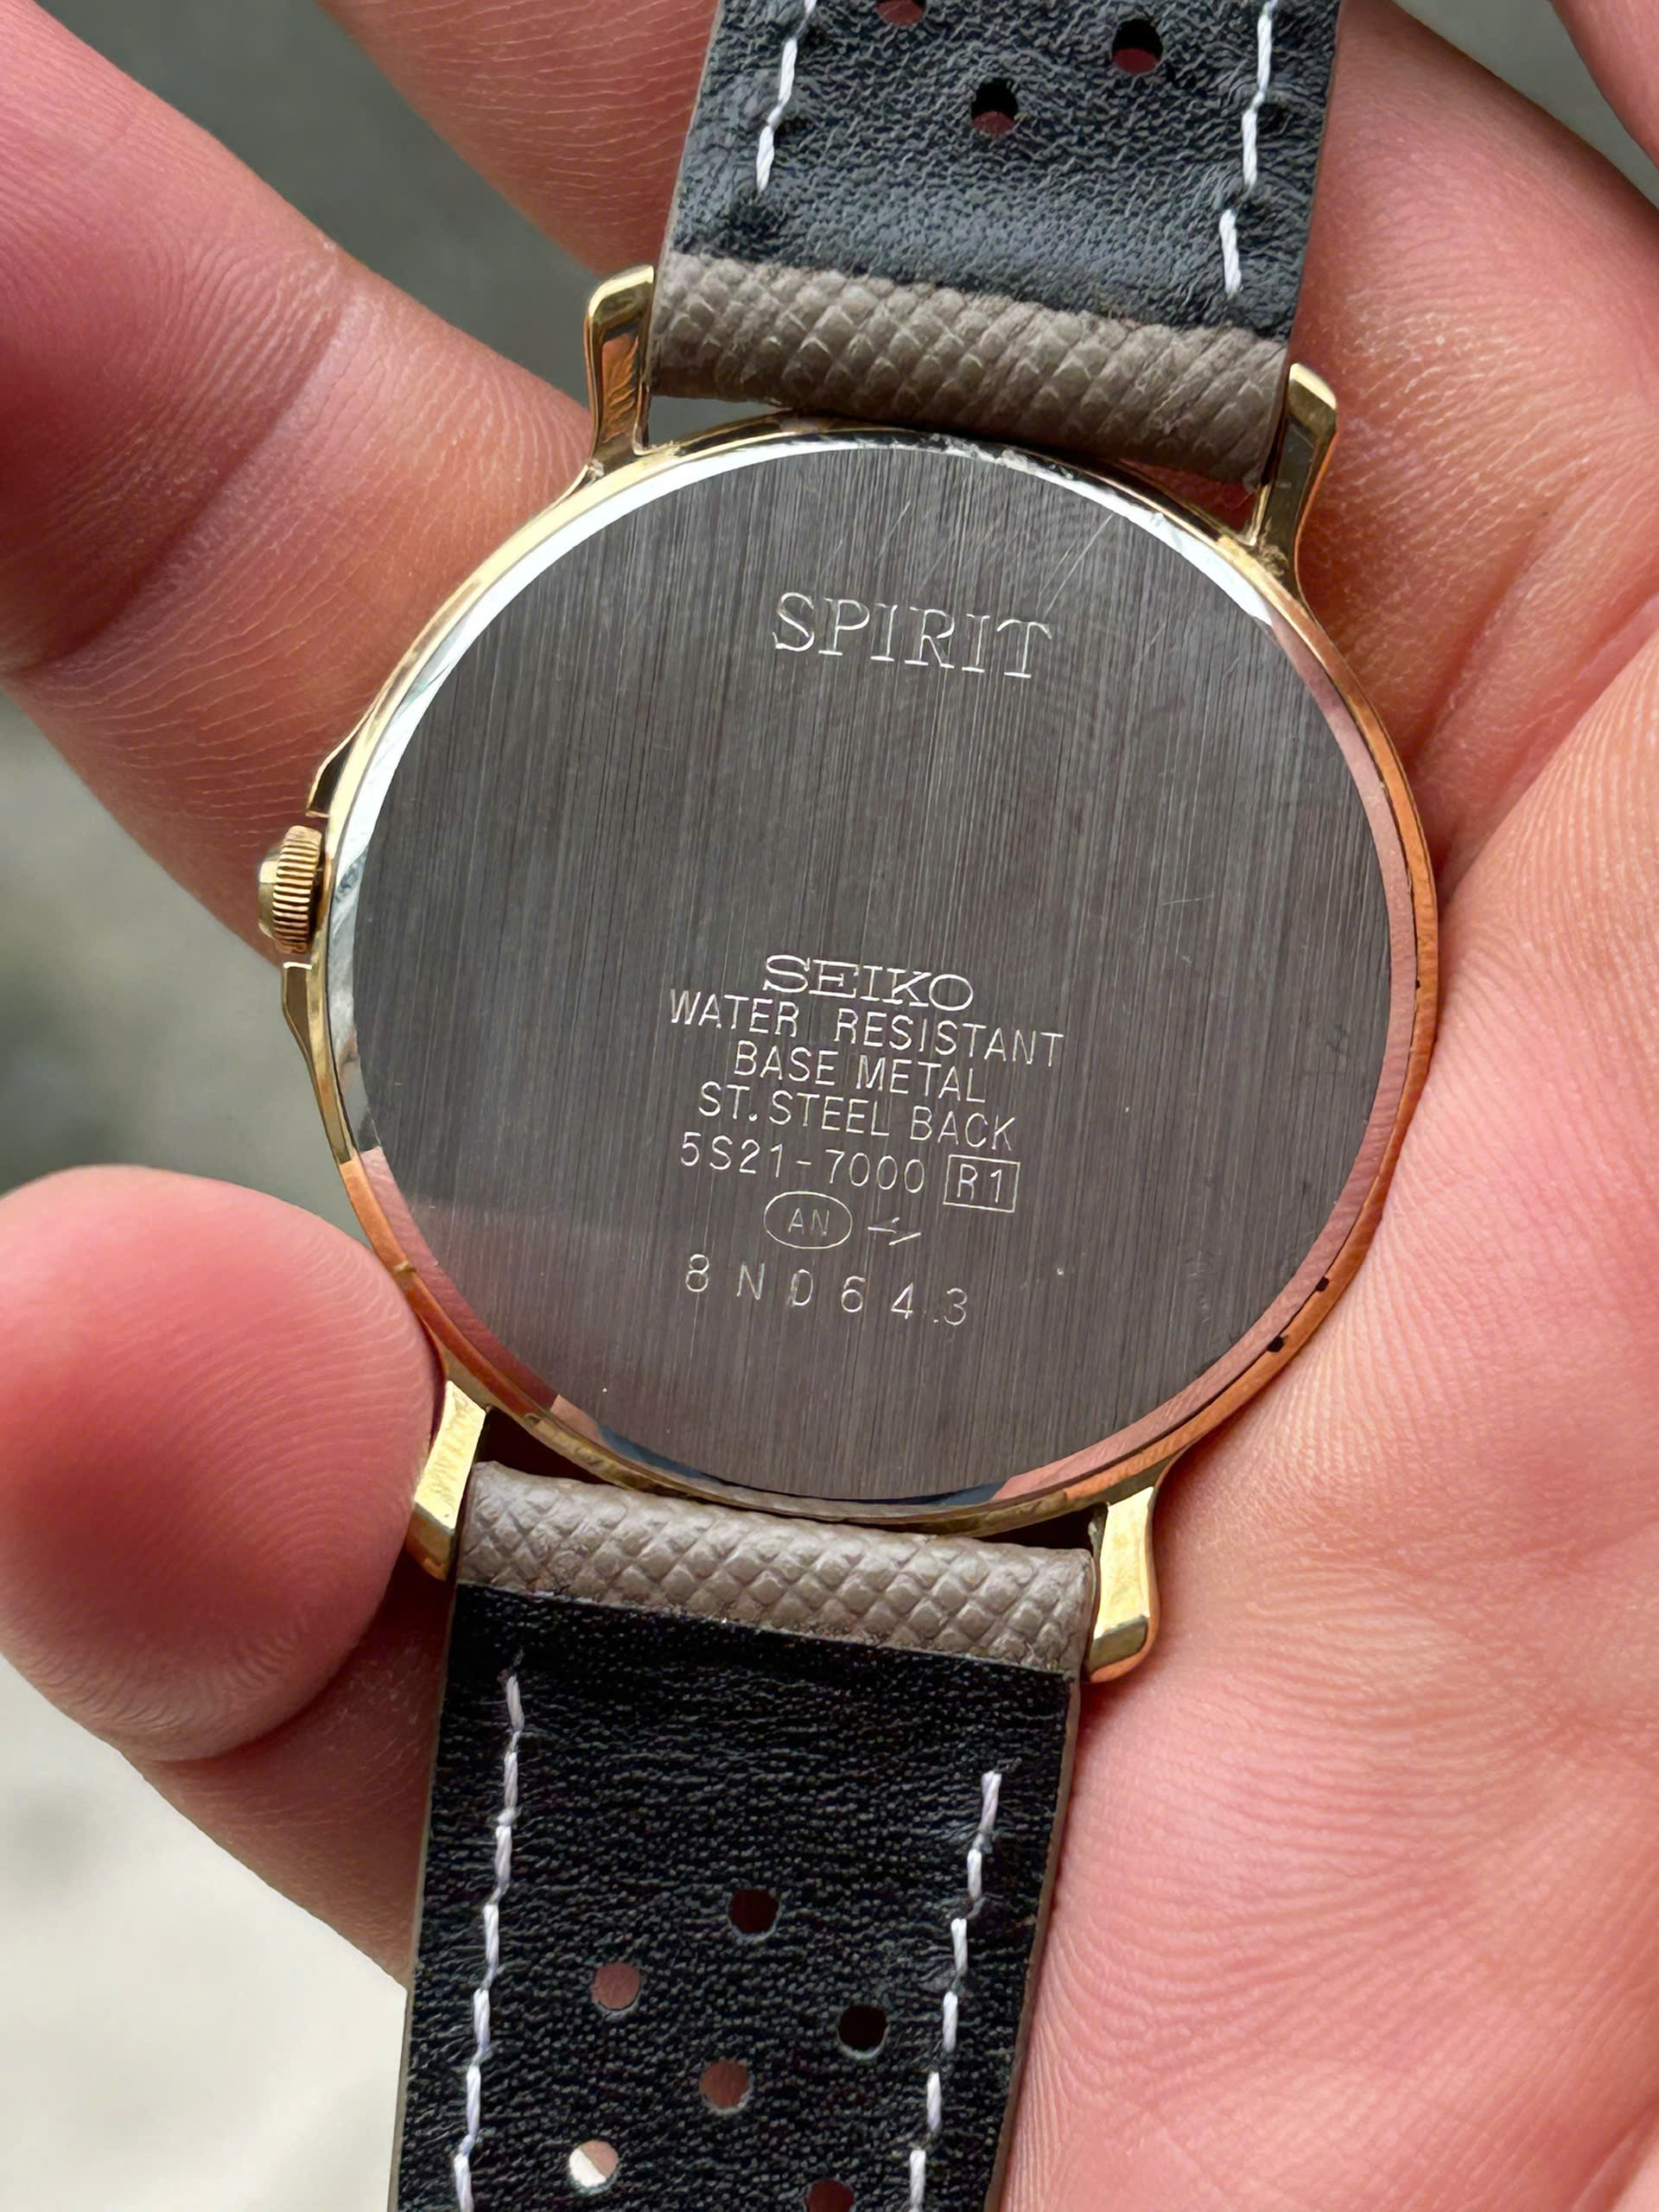 SPIRIT
SEIKO
WATER RESISTANT
BASE METAL
ST. STEEL BACK
5S21-7000 R1
AN
8N0643